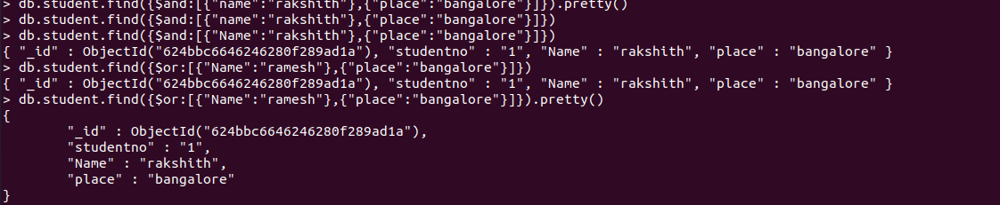 > db.student.find({$and:[{"name":"rakshith"},{"place":"bangalore"}]}).pretty()
> db.student.find({$and:[{"name":"rakshith"},{"place":"bangalore"}]})
> db.student.find({$and:[{"Name":"rakshith"},{"place":"bangalore"}]})
{ "_id" : ObjectId("624bbc6646246280f289ad1a"), "studentno" : "1", "Name" : "rakshith", "place" : "bangalore" }
> db.student.find({$or:[{"Name":"ramesh"},{"place":"bangalore"}]})
{ "_id" : ObjectId("624bbc6646246280f289ad1a"), "studentno" : "1", "Name" : "rakshith", "place" : "bangalore" }
> db.student.find({$or:[{"Name":"ramesh"},{"place":"bangalore"}]}).pretty()
{
        "_id" : ObjectId("624bbc6646246280f289ad1a"),
        "studentno" : "1",
        "Name" : "rakshith",
        "place" : "bangalore"
}